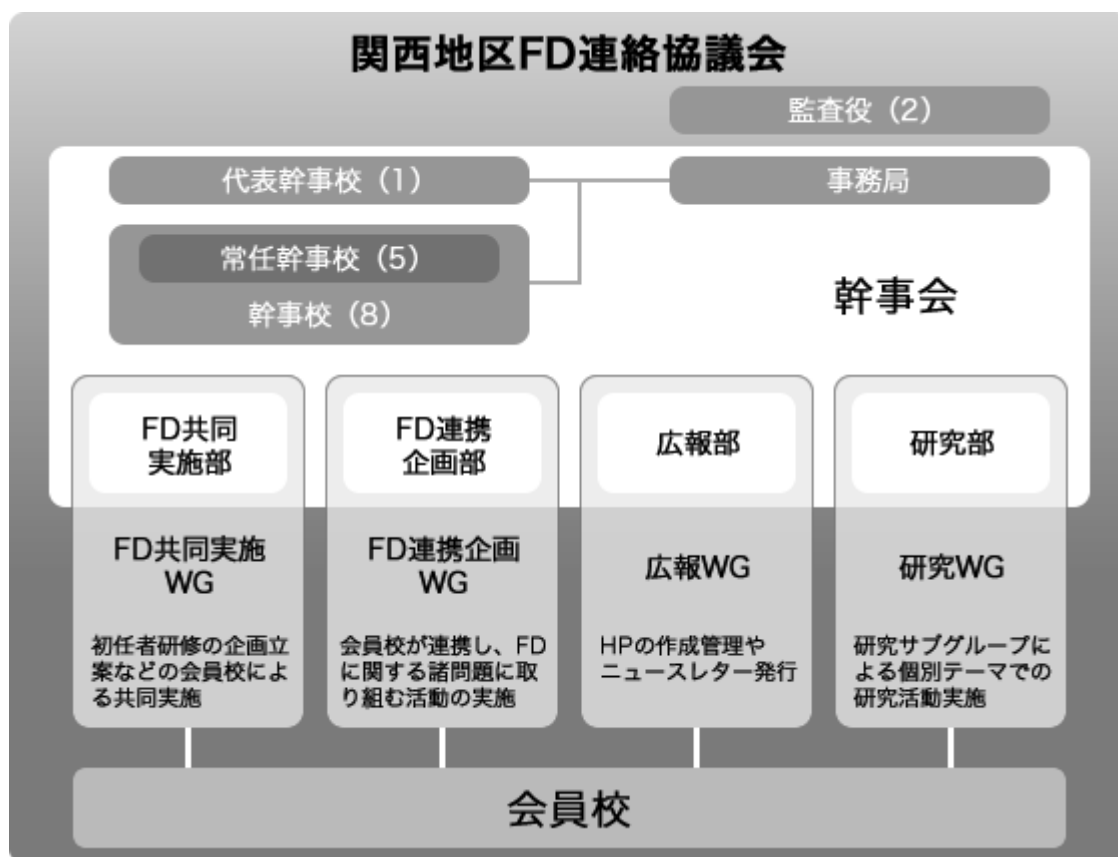 関西地区FD連絡協議会
監査役（2）
代表幹事校（1）
事務局
常任幹事校（5）
幹事校（8）
幹事会
FD共同
実施部
FD連携
企画部
広報部
研究部
FD共同実施
WG
FD連携企画
WG
広報WG
研究WG
初任者研修の企画立
案などの会員校によ
る共同実施
会員校が連携し、FD
に関する諸問題に取
り組む活動の実施
HPの作成管理や
ニュースレター発行
研究サブグループに
よる個別テーマでの
研究活動実施
会員校